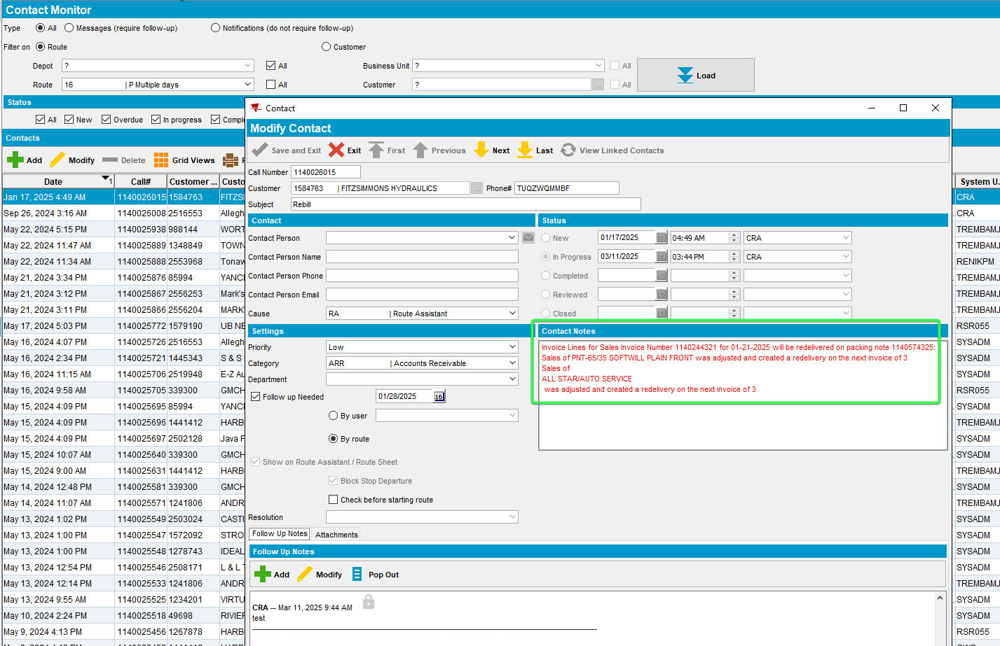 Contact Monitor
Type All Messages (require follow-up) Notifications (do not require follow-up)
Filter on Route Customer
Depot ? All Business Unit ? All
Load
Route 16 | P Multiple days All Customer ? ... All
Status
All New Overdue In progress Comple
Contacts
Add Modify Delete Grid Views
Date 1 Call# Customer ... Custo System U.
Jan 17, 2025 4:49 AM 1140026015 1584763 FITZS CRA
Sep 26, 2024 3:16 AM 1140026008 2516553 Allegh CRA
May 22, 2024 5:15 PM 1140025938 988144 WORT TREMBAMJ
May 22, 2024 11:47 AM 1140025889 1348849 TOWN TREMBAMJ
May 22, 2024 11:34 AM 1140025888 2553968 Tonaw RENIKPM
May 21, 2024 3:34 PM 1140025876 85994 YANCE TREMBAMJ
May 21, 2024 3:12 PM 1140025867 2556253 Mark's TREMBAMJ
May 21, 2024 3:11 PM 1140025866 2556204 MARK' TREMBAMJ
May 17, 2024 5:03 PM 1140025772 1579190 UB NE RSR055
May 16, 2024 4:07 PM 1140025726 2516553 Allegh SYSADM
May 16, 2024 2:34 PM 1140025721 1445343 S & S SYSADM
May 16, 2024 11:15 AM 1140025706 2519948 E-Z Au SYSADM
May 16, 2024 9:58 AM 1140025705 339300 GMCH RSR055
May 15, 2024 4:09 PM 1140025695 85994 YANCE SYSADM
May 15, 2024 4:09 PM 1140025696 1441412 HARB TREMBAMJ
May 15, 2024 4:09 PM 1140025697 2502128 Java F SYSADM
May 15, 2024 10:07 AM 1140025640 339300 GMCH SYSADM
May 15, 2024 9:00 AM 1140025631 1441412 HARB TREMBAMJ
May 14, 2024 12:48 PM 1140025581 339300 GMCH SYSADM
May 14, 2024 11:07 AM 1140025571 1241806 ANDR TREMBAMJ
May 13, 2024 1:02 PM 1140025549 2503024 CASTI SYSADM
May 13, 2024 1:00 PM 1140025547 1572092 STRO SYSADM
May 13, 2024 1:00 PM 1140025548 1278743 IDEAL SYSADM
May 13, 2024 12:54 PM 1140025546 2508171 L & L T SYSADM
May 13, 2024 12:14 PM 1140025533 1241806 ANDR TREMBAMJ
May 13, 2024 9:55 AM 1140025525 1234201 VIRTU SYSADM
May 10, 2024 2:24 PM 1140025518 49698 RIVIER SYSADM
May 9, 2024 4:13 PM 1140025456 1267878 HARB RSR055
Contact
Modify Contact
Save and Exit Exit First Previous Next Last View Linked Contacts
Call Number 1140026015
Customer 1584763 | FITZSIMMONS HYDRAULICS ... Phone# TUQZWQMMBF
Subject Rebill
Contact
Contact Person
Contact Person Name
Contact Person Phone
Contact Person Email
Cause RA | Route Assistant
Status
New 01/17/2025 16 04:49 AM CRA
In Progress 03/11/2025 16 03:44 PM CRA
Completed 16
Reviewed 16
Closed 16
Settings
Priority Low
Category ARR | Accounts Receivable
Department
Follow up Needed 01/28/2025 16
By user
By route
Show on Route Assistant / Route Sheet
Block Stop Departure
Check before starting route
Resolution
Contact Notes
Invoice Lines for Sales Invoice Number 1140244321 for 01-21-2025 will be redelivered on packing note 1140574325:
Sales of PNT-65/35 SOFTWILL PLAIN FRONT was adjusted and created a redelivery on the next invoice of 3
Sales of
ALL STAR/AUTO SERVICE
was adjusted and created a redelivery on the next invoice of 3
Follow Up Notes Attachments
Follow Up Notes
Add Modify Pop Out
CRA -- Mar 11, 2025 9:44 AM
test